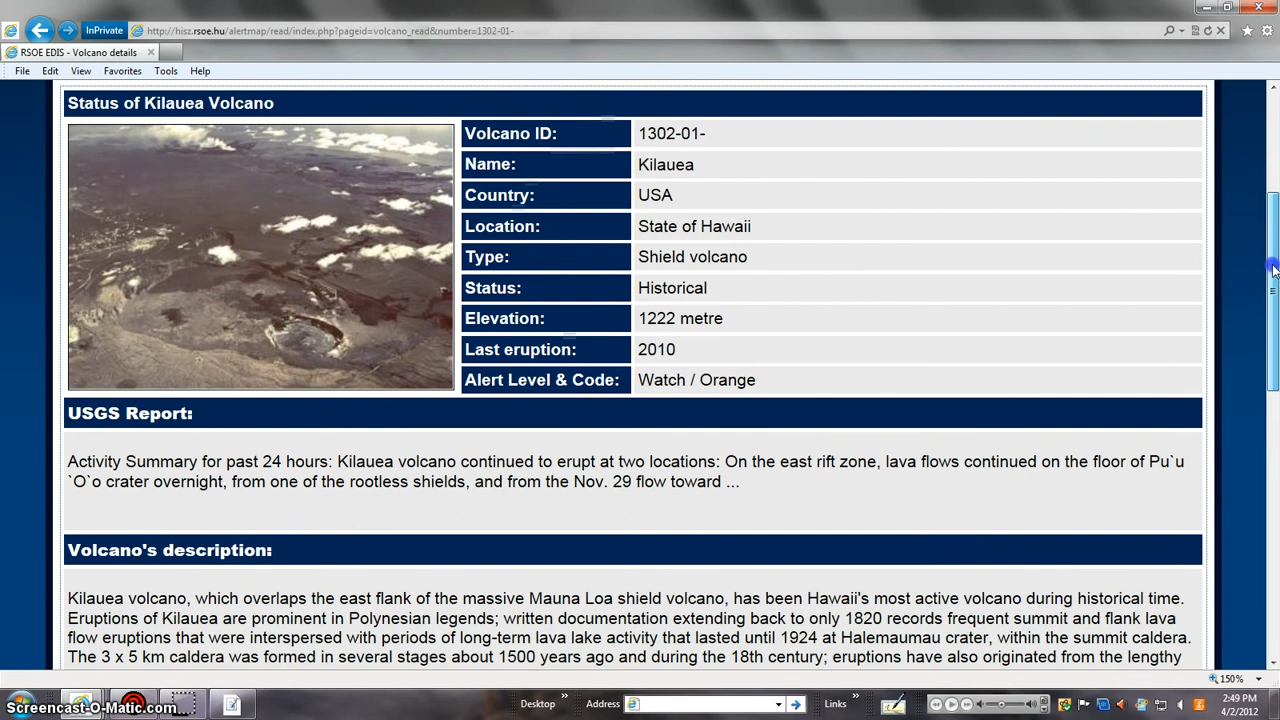 InPrivate
http://hisz.rsoe.hu/alertmap/read/index.php?pageid=volcano_read&number=1302-01-
RSOE EDIS - Volcano details
File Edit View Favorites Tools Help
Status of Kilauea Volcano
Volcano ID: 1302-01-
Name: Kilauea
Country: USA
Location: State of Hawaii
Type: Shield volcano
Status: Historical
Elevation: 1222 metre
Last eruption: 2010
Alert Level & Code: Watch / Orange
USGS Report:
Activity Summary for past 24 hours: Kilauea volcano continued to erupt at two locations: On the east rift zone, lava flows continued on the floor of Pu`u
`O`o crater overnight, from one of the rootless shields, and from the Nov. 29 flow toward ...
Volcano's description:
Kilauea volcano, which overlaps the east flank of the massive Mauna Loa shield volcano, has been Hawaii's most active volcano during historical time.
Eruptions of Kilauea are prominent in Polynesian legends; written documentation extending back to only 1820 records frequent summit and flank lava
flow eruptions that were interspersed with periods of long-term lava lake activity that lasted until 1924 at Halemaumau crater, within the summit caldera.
The 3 x 5 km caldera was formed in several stages about 1500 years ago and during the 18th century; eruptions have also originated from the lengthy
150%
Desktop » Address Links »
2:49 PM
4/2/2012
Screencast-O-Matic.com